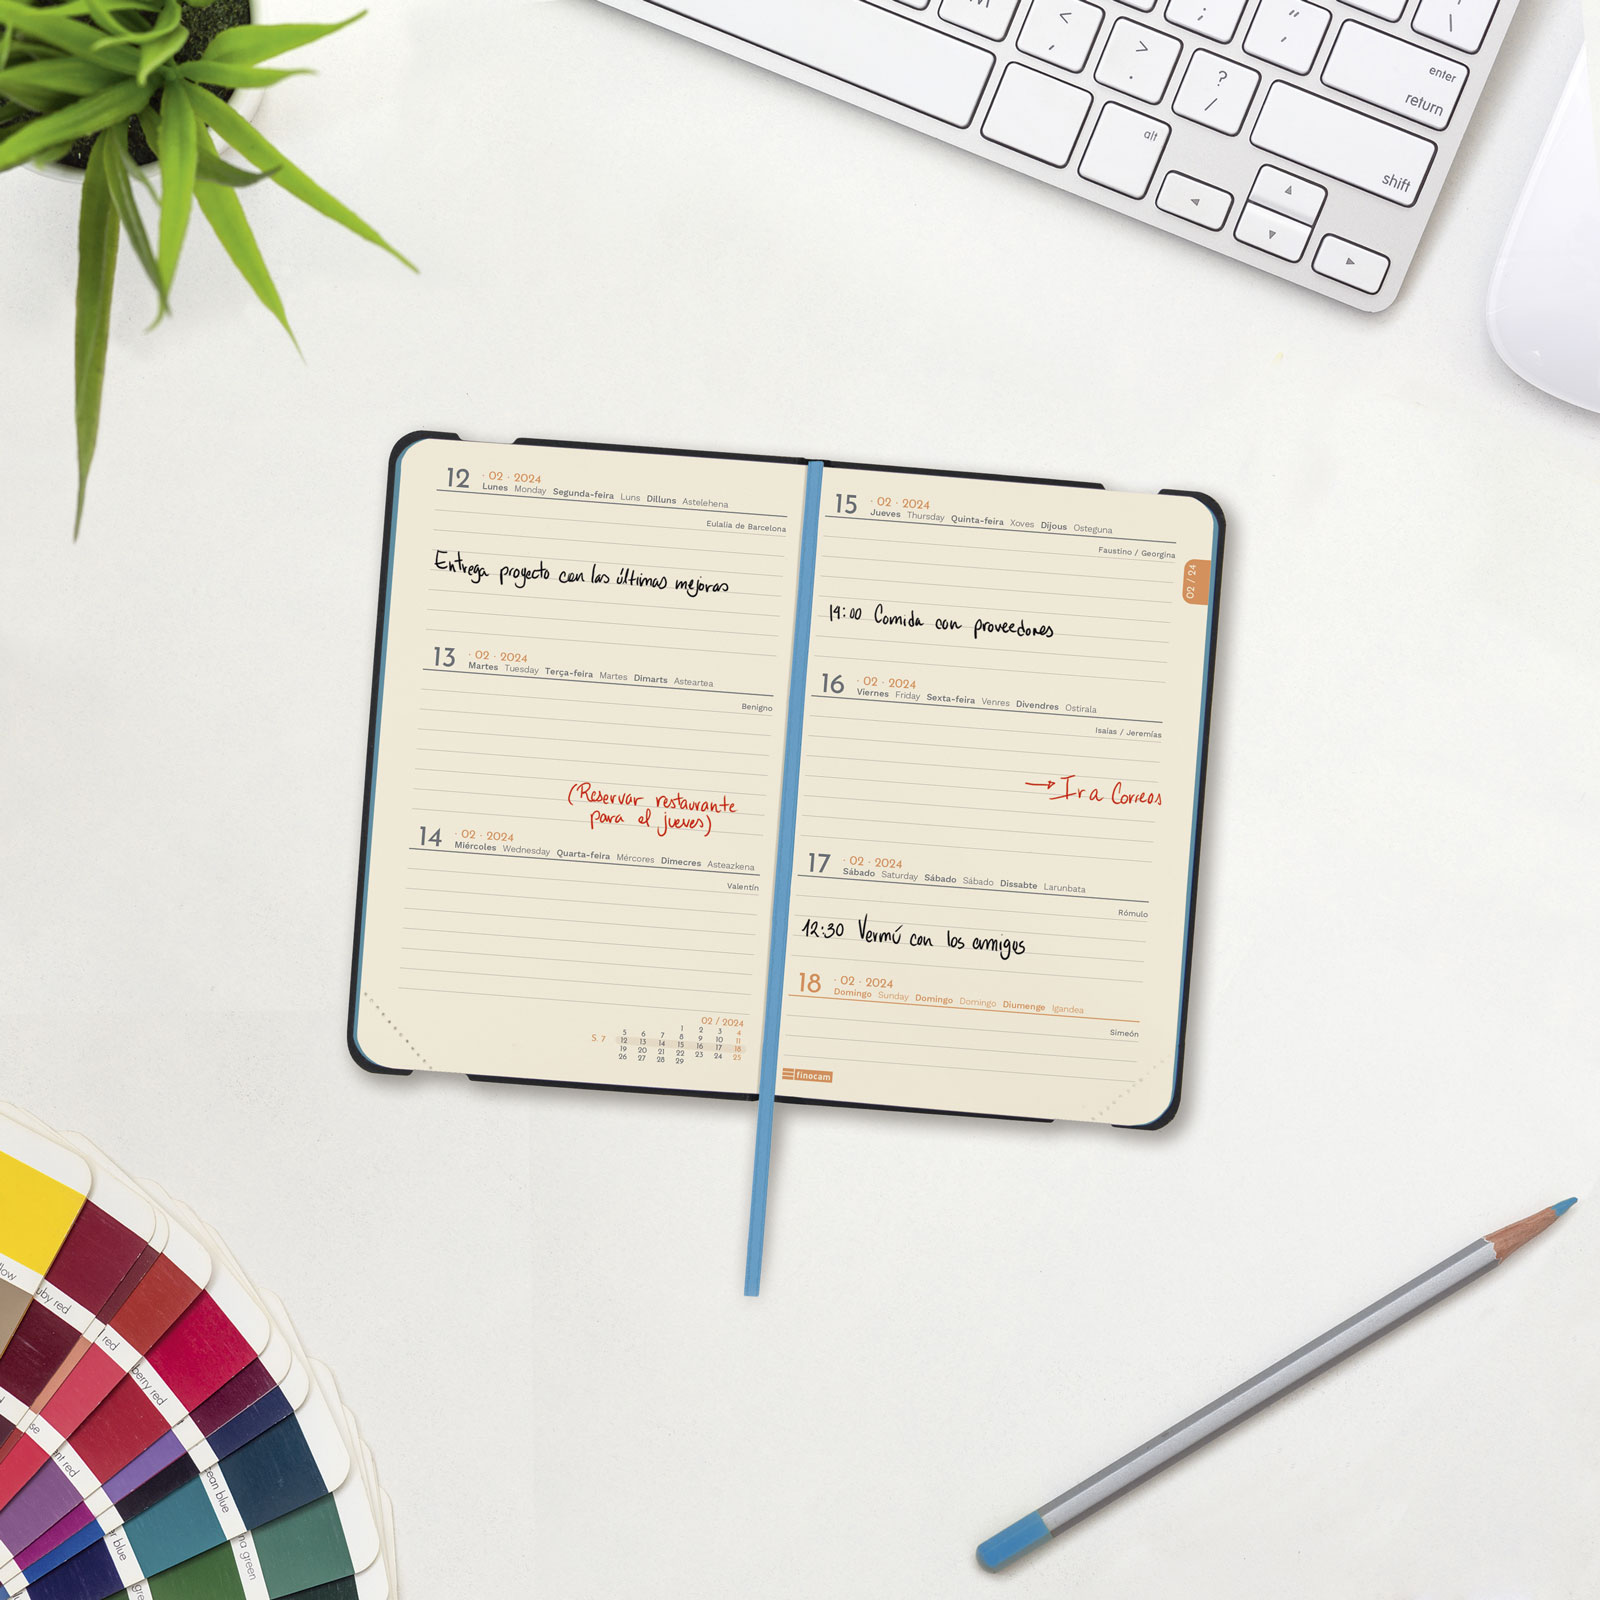 M
<
,
>
.
?
/
:
;
"
,
enter
return
alt
shift
12 · 02 · 2024
Lunes Monday Segunda-feira Luns Dilluns Astelehena
Eulalia de Barcelona
Entrega proyecto con las últimas mejoras
13 · 02 · 2024
Martes Tuesday Terça-feira Martes Dimarts Asteartea
Benigno
(Reservar restaurante
para el jueves)
14 · 02 · 2024
Miércoles Wednesday Quarta-feira Mércores Dimecres Asteazkena
Valentín
02 / 2024
1 2 3 4
5 6 7 8 9 10 11
S. 7 12 13 14 15 16 17 18
19 20 21 22 23 24 25
26 27 28 29
15 · 02 · 2024
Jueves Thursday Quinta-feira Xoves Dijous Osteguna
Faustino / Georgina
02 / 24
14:00 Comida con proveedores
16 · 02 · 2024
Viernes Friday Sexta-feira Venres Divendres Ostirala
Isaías / Jeremías
→ Ir a Correos
17 · 02 · 2024
Sábado Saturday Sábado Sábado Dissabte Larunbata
Rómulo
12:30 Vermú con los amigos
18 · 02 · 2024
Domingo Sunday Domingo Domingo Diumenge Igandea
Simeón
finocam
low
uby red
red
berry red
se
nt red
ean blue
r blue
na green
gre